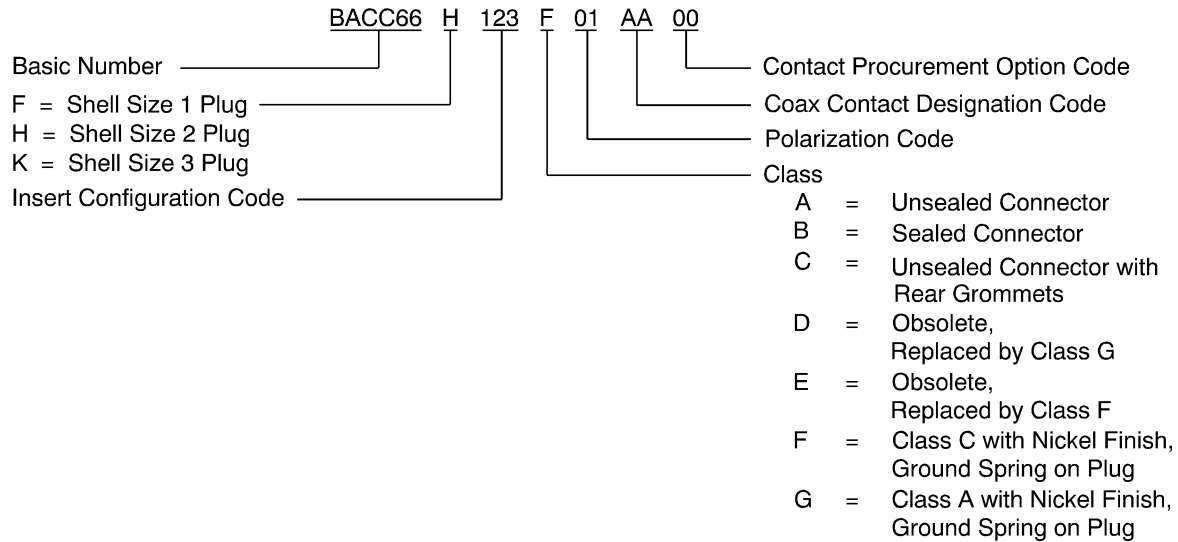 BACC66 H 123 F 01 AA 00
Basic Number
F = Shell Size 1 Plug
H = Shell Size 2 Plug
K = Shell Size 3 Plug
Insert Configuration Code
Contact Procurement Option Code
Coax Contact Designation Code
Polarization Code
Class
A = Unsealed Connector
B = Sealed Connector
C = Unsealed Connector with
Rear Grommets
D = Obsolete,
Replaced by Class G
E = Obsolete,
Replaced by Class F
F = Class C with Nickel Finish,
Ground Spring on Plug
G = Class A with Nickel Finish,
Ground Spring on Plug